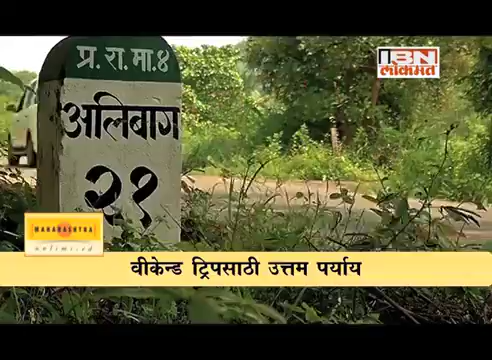 प्र. रा. मा. ४
IBN
लोकमत
अलिबाग
२१
MAHARASHTRA
unlimited
वीकेन्ड ट्रिपसाठी उत्तम पर्याय